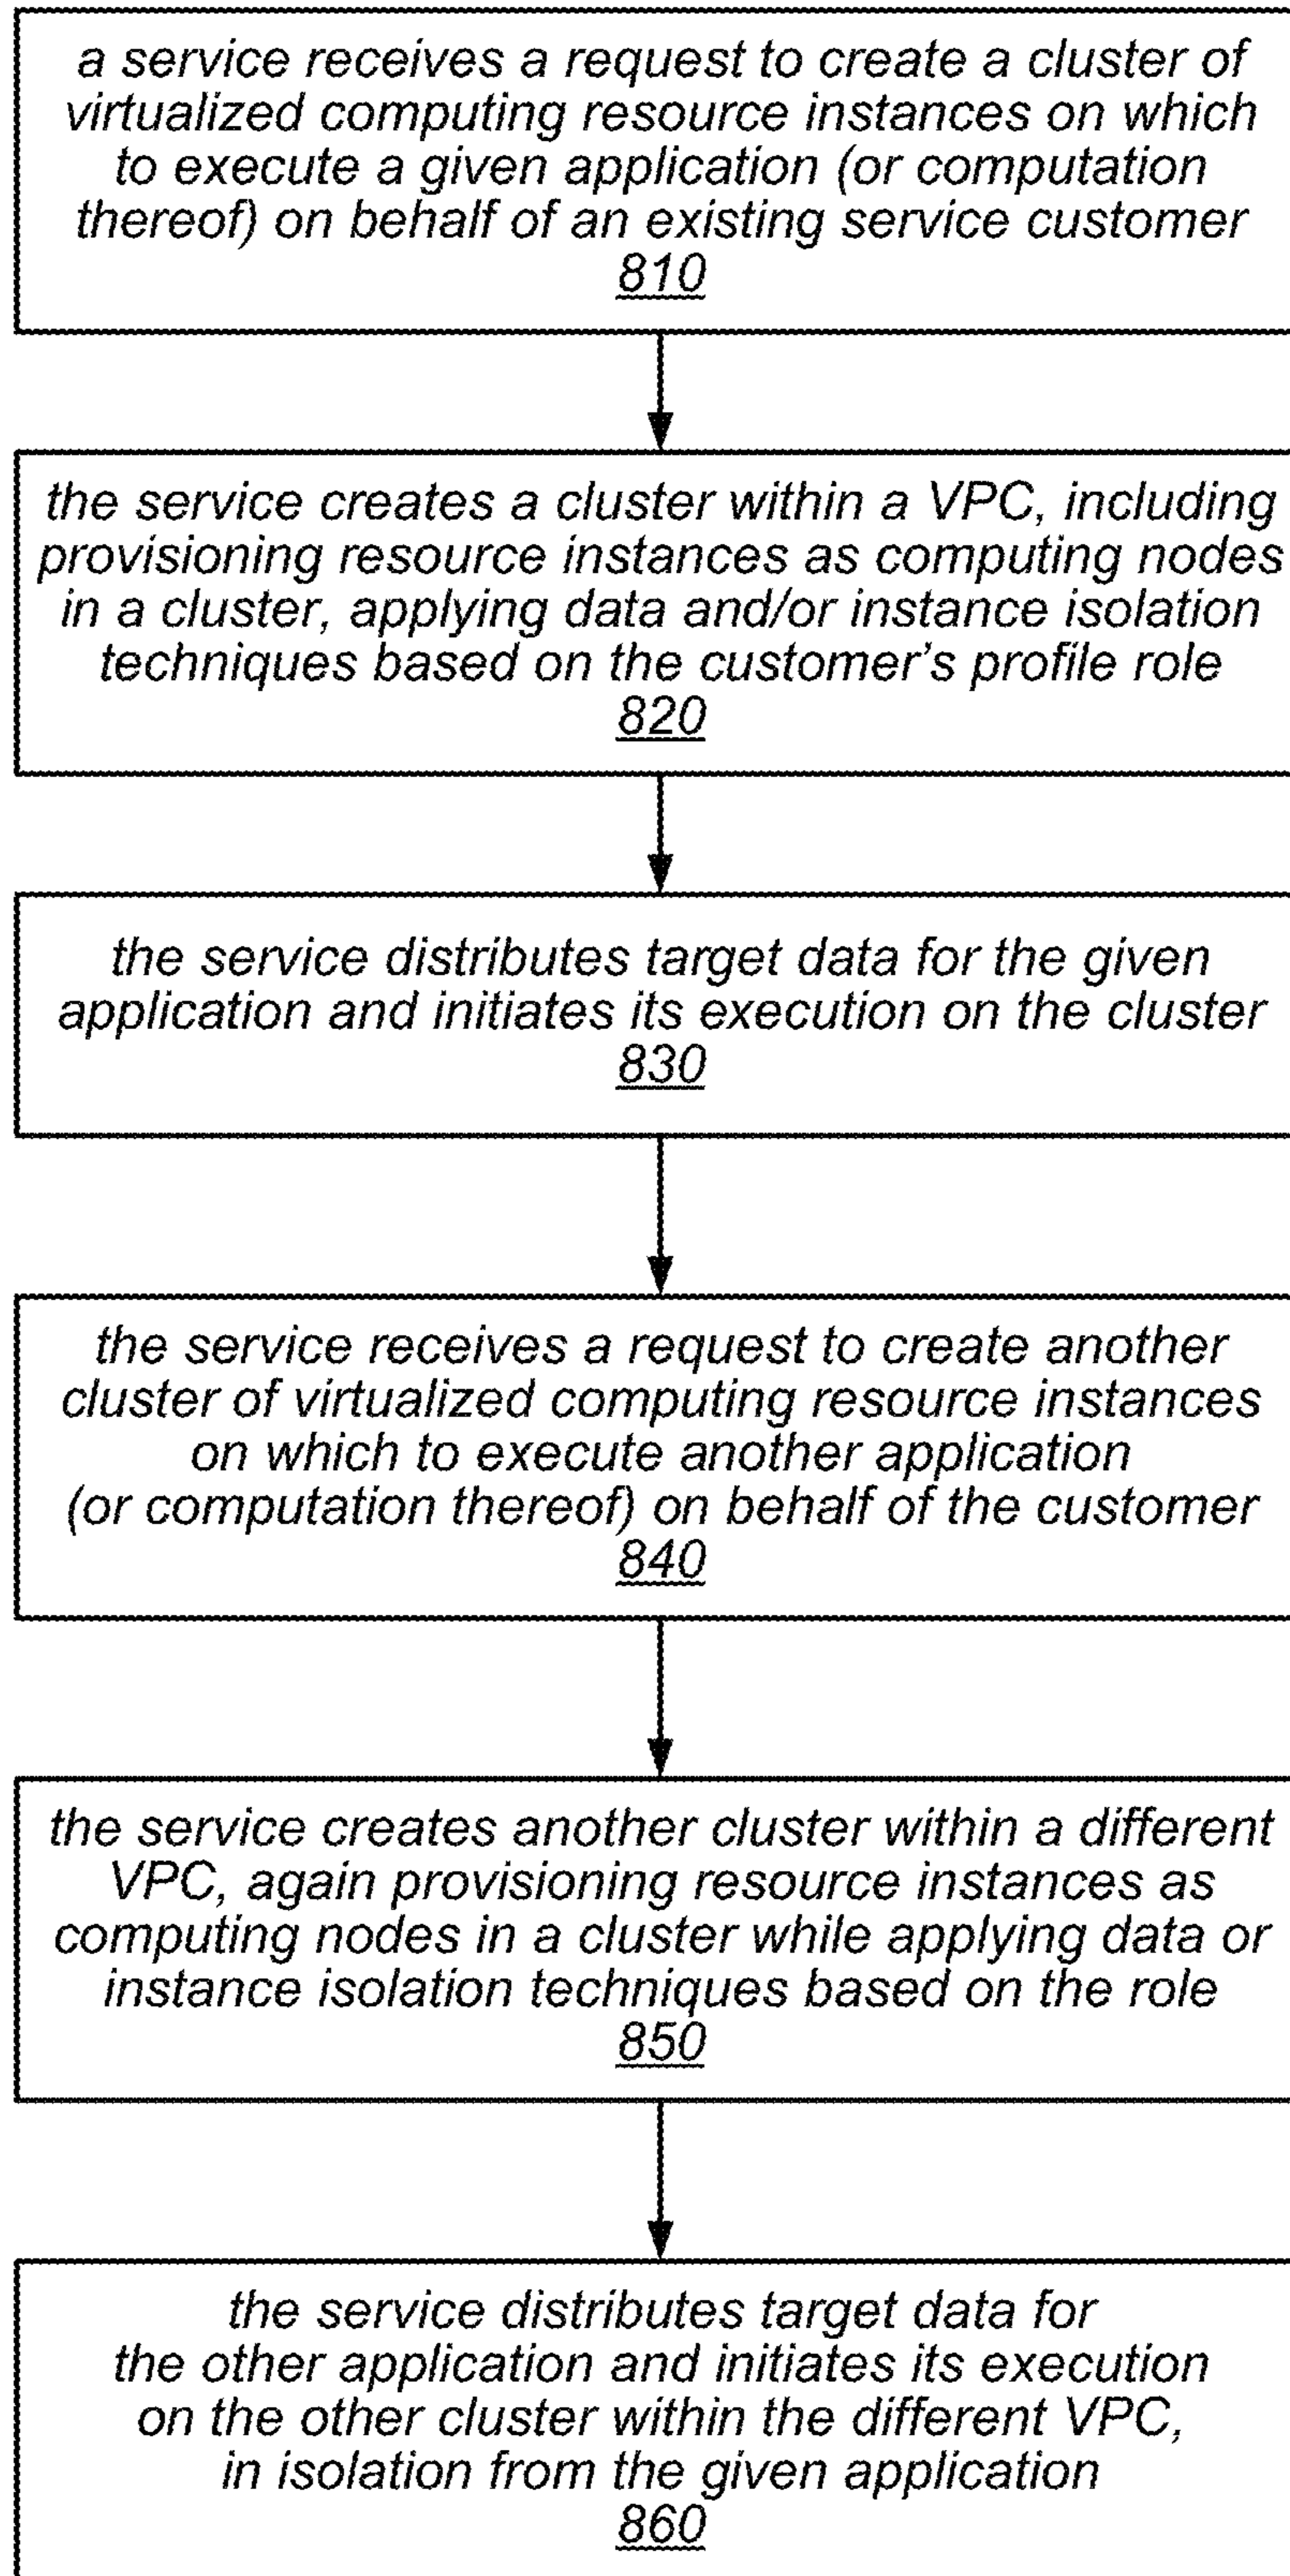 a service receives a request to create a cluster of
virtualized computing resource instances on which
to execute a given application (or computation
thereof) on behalf of an existing service customer
810
the service creates a cluster within a VPC, including
provisioning resource instances as computing nodes
in a cluster, applying data and/or instance isolation
techniques based on the customer's profile role
820
the service distributes target data for the given
application and initiates its execution on the cluster
830
the service receives a request to create another
cluster of virtualized computing resource instances
on which to execute another application
(or computation thereof) on behalf of the customer
840
the service creates another cluster within a different
VPC, again provisioning resource instances as
computing nodes in a cluster while applying data or
instance isolation techniques based on the role
850
the service distributes target data for
the other application and initiates its execution
on the other cluster within the different VPC,
in isolation from the given application
860